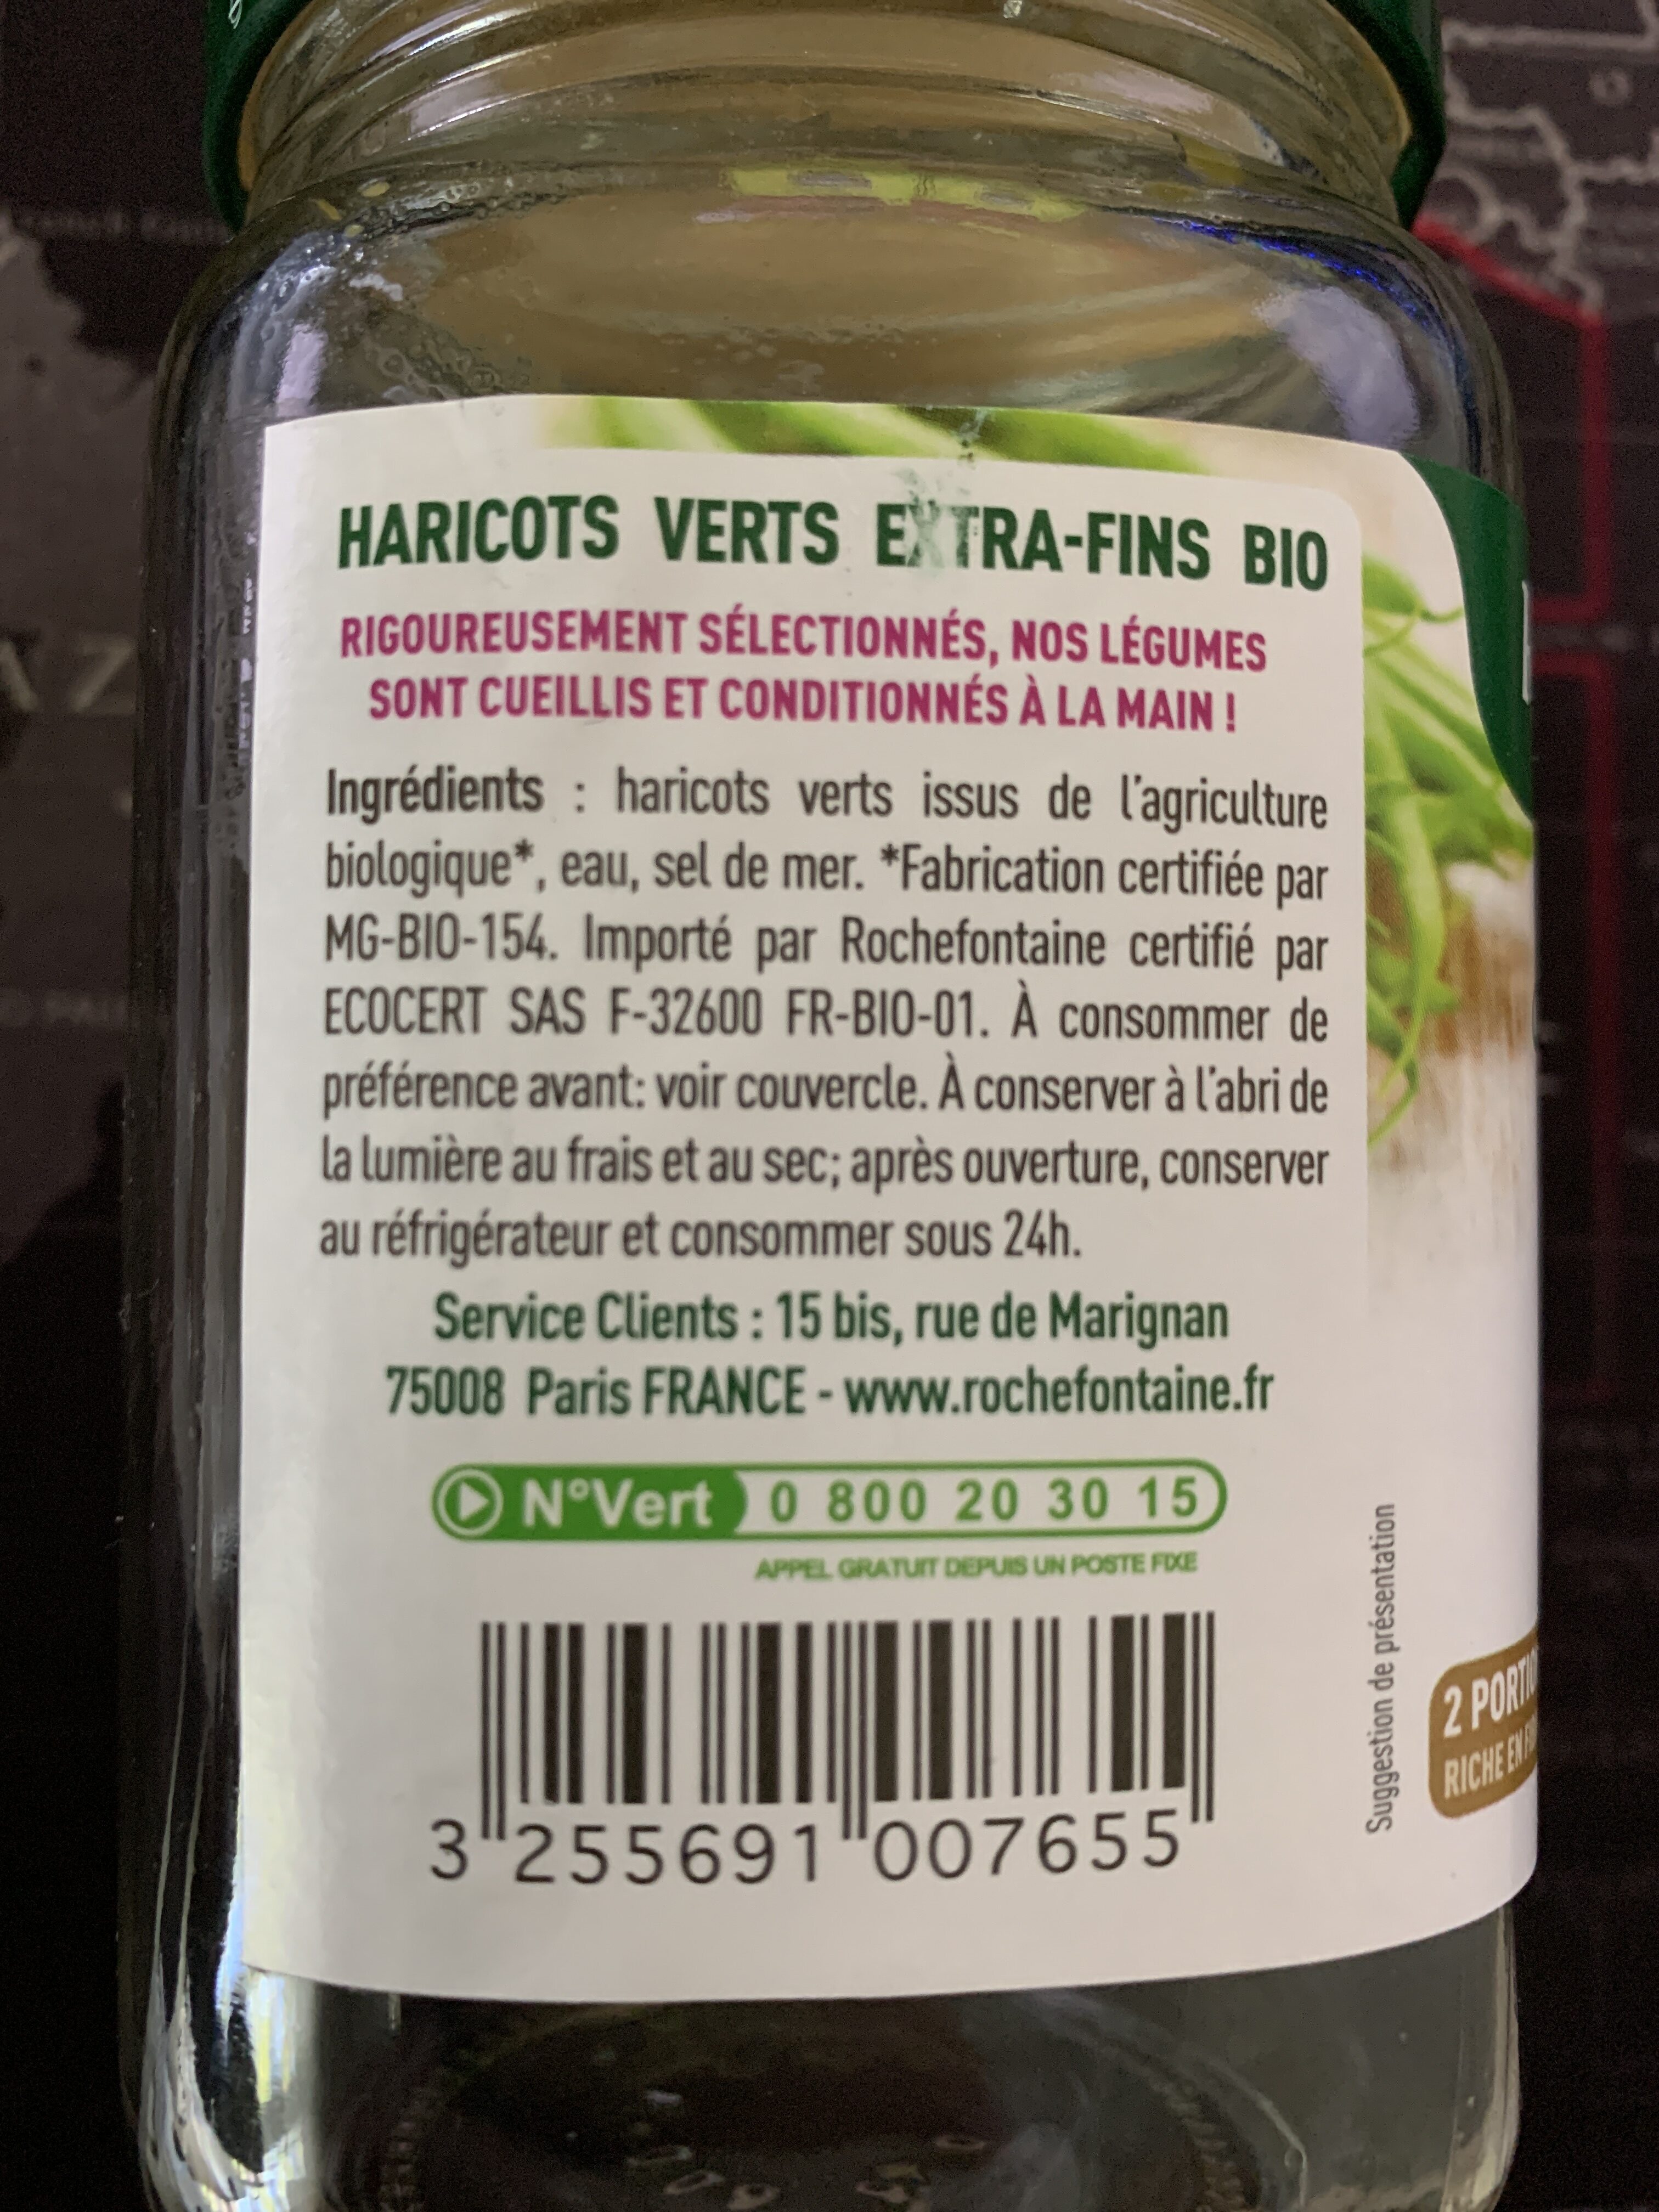 HARICOTS VERTS EXTRA-FINS BIO
RIGOUREUSEMENT SÉLECTIONNÉS, NOS LÉGUMES
SONT CUEILLIS ET CONDITIONNÉS À LA MAIN !
Ingrédients : haricots verts issus de l'agriculture
biologique*, eau, sel de mer. *Fabrication certifiée par
MG-BIO-154. Importé par Rochefontaine certifié par
ECOCERT SAS F-32600 FR-BIO-01. À consommer de
préférence avant: voir couvercle. À conserver à l'abri de
la lumière au frais et au sec; après ouverture, conserver
au réfrigérateur et consommer sous 24h.
Service Clients : 15 bis, rue de Marignan
75008 Paris FRANCE - www.rochefontaine.fr
N°Vert 0 800 20 30 15
APPEL GRATUIT DEPUIS UN POSTE FIXE
3 255691 007655
Suggestion de présentation
2
RICHE EN